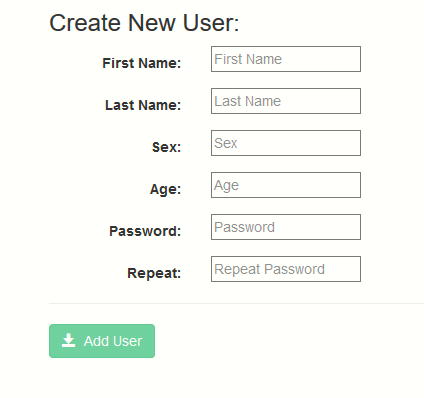 Create New User:
First Name: First Name
Last Name: Last Name
Sex: Sex
Age: Age
Password: Password
Repeat: Repeat Password
Add User